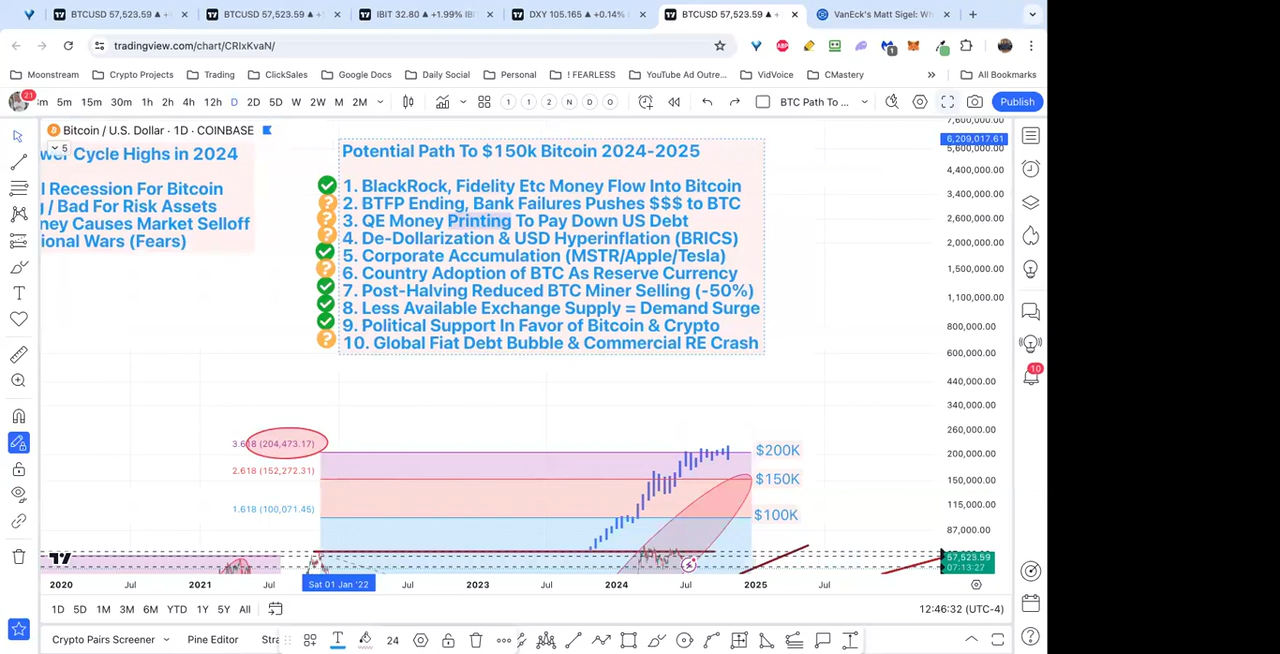 BTCUSD 57,523.59 ▲ +
BTCUSD 57,523.59 ▲ +
IBIT 32.80 ▲ +1.99% IBI
DXY 105.165 ▲ +0.14%
BTCUSD 57,523.59 ▲ +
VanEck's Matt Sigel: Wh
tradingview.com/chart/CRIxKvaN/
ABP
1
Moonstream
Crypto Projects
Trading
ClickSales
Google Docs
Daily Social
Personal
! FEARLESS
YouTube Ad Outre...
VidVoice
CMastery
»
All Bookmarks
21
5m 15m 30m 1h 2h 4h 12h D 2D 5D W 2W M 2M
1 1 2 N D O
BTC Path To ...
Publish
Bitcoin / U.S. Dollar · 1D · COINBASE
5
wer Cycle Highs in 2024
l Recession For Bitcoin
/ Bad For Risk Assets
ney Causes Market Selloff
ional Wars (Fears)
Potential Path To $150k Bitcoin 2024-2025
1. BlackRock, Fidelity Etc Money Flow Into Bitcoin
2. BTFP Ending, Bank Failures Pushes $$$ to BTC
3. QE Money Printing To Pay Down US Debt
4. De-Dollarization & USD Hyperinflation (BRICS)
5. Corporate Accumulation (MSTR/Apple/Tesla)
6. Country Adoption of BTC As Reserve Currency
7. Post-Halving Reduced BTC Miner Selling (-50%)
8. Less Available Exchange Supply = Demand Surge
9. Political Support In Favor of Bitcoin & Crypto
10. Global Fiat Debt Bubble & Commercial RE Crash
7,600,000.00
6,209,017.61
5,600,000.00
4,400,000.00
3,400,000.00
2,600,000.00
2,000,000.00
1,500,000.00
1,100,000.00
800,000.00
600,000.00
440,000.00
340,000.00
260,000.00
200,000.00
150,000.00
115,000.00
87,000.00
57,523.59
07:13:27
10
3.618 (204,473.17)
2.618 (152,272.31)
1.618 (100,071.45)
$200K
$150K
$100K
2020 Jul 2021 Jul Sat 01 Jan '22 Jul 2023 Jul 2024 Jul 2025 Jul
1D 5D 1M 3M 6M YTD 1Y 5Y All
12:46:32 (UTC-4)
Crypto Pairs Screener
Pine Editor
Stra
24